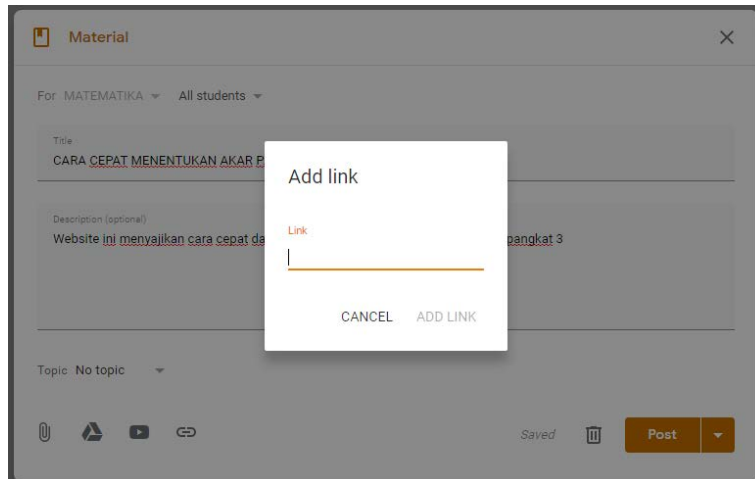 Material
For MATEMATIKA All students
Title
CARA CEPAT MENENTUKAN AKAR P
Description (optional)
Website ini menyajikan cara cepat da pangkat 3
Add link
Link
CANCEL ADD LINK
Topic No topic
Saved Post